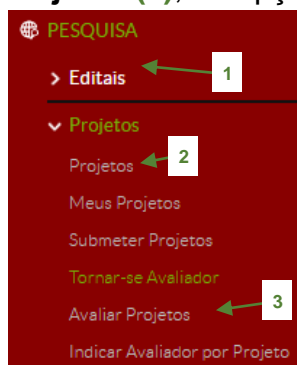 PESQUISA
> Editais
1
Projetos
Projetos
2
Meus Projetos
Submeter Projetos
Tornar-se Avaliador
Avaliar Projetos
3
Indicar Avaliador por Projeto